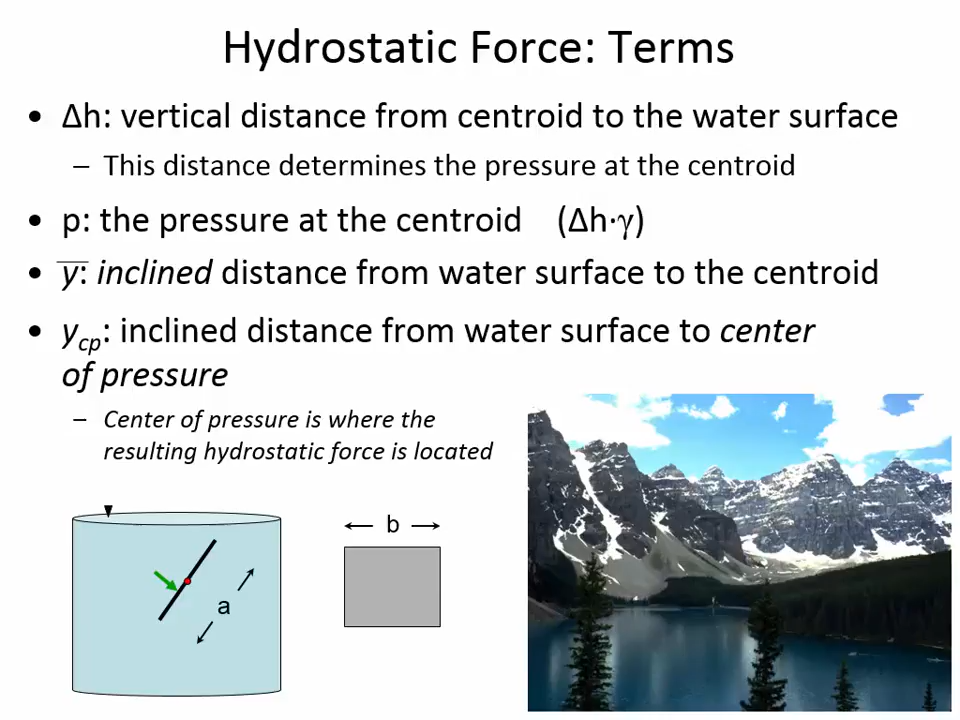 Hydrostatic Force: Terms
• Δh: vertical distance from centroid to the water surface
– This distance determines the pressure at the centroid
• p: the pressure at the centroid (Δh·γ)
• y̅: inclined distance from water surface to the centroid
• ycp: inclined distance from water surface to center
of pressure
– Center of pressure is where the
resulting hydrostatic force is located
b
a